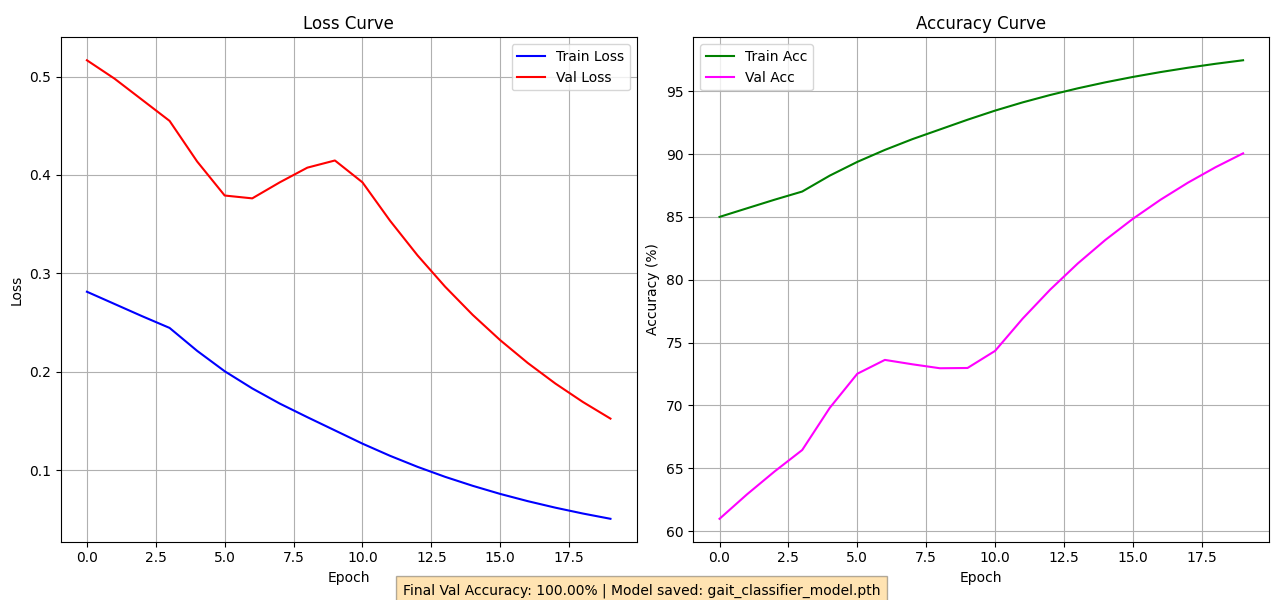 Loss Curve
Train Loss
Val Loss
0.5
0.4
0.3
0.2
0.1
Loss
0.0 2.5 5.0 7.5 10.0 12.5 15.0 17.5
Epoch
Accuracy Curve
Train Acc
Val Acc
95
90
85
80
75
70
65
60
Accuracy (%)
0.0 2.5 5.0 7.5 10.0 12.5 15.0 17.5
Epoch
Final Val Accuracy: 100.00% | Model saved: gait_classifier_model.pth